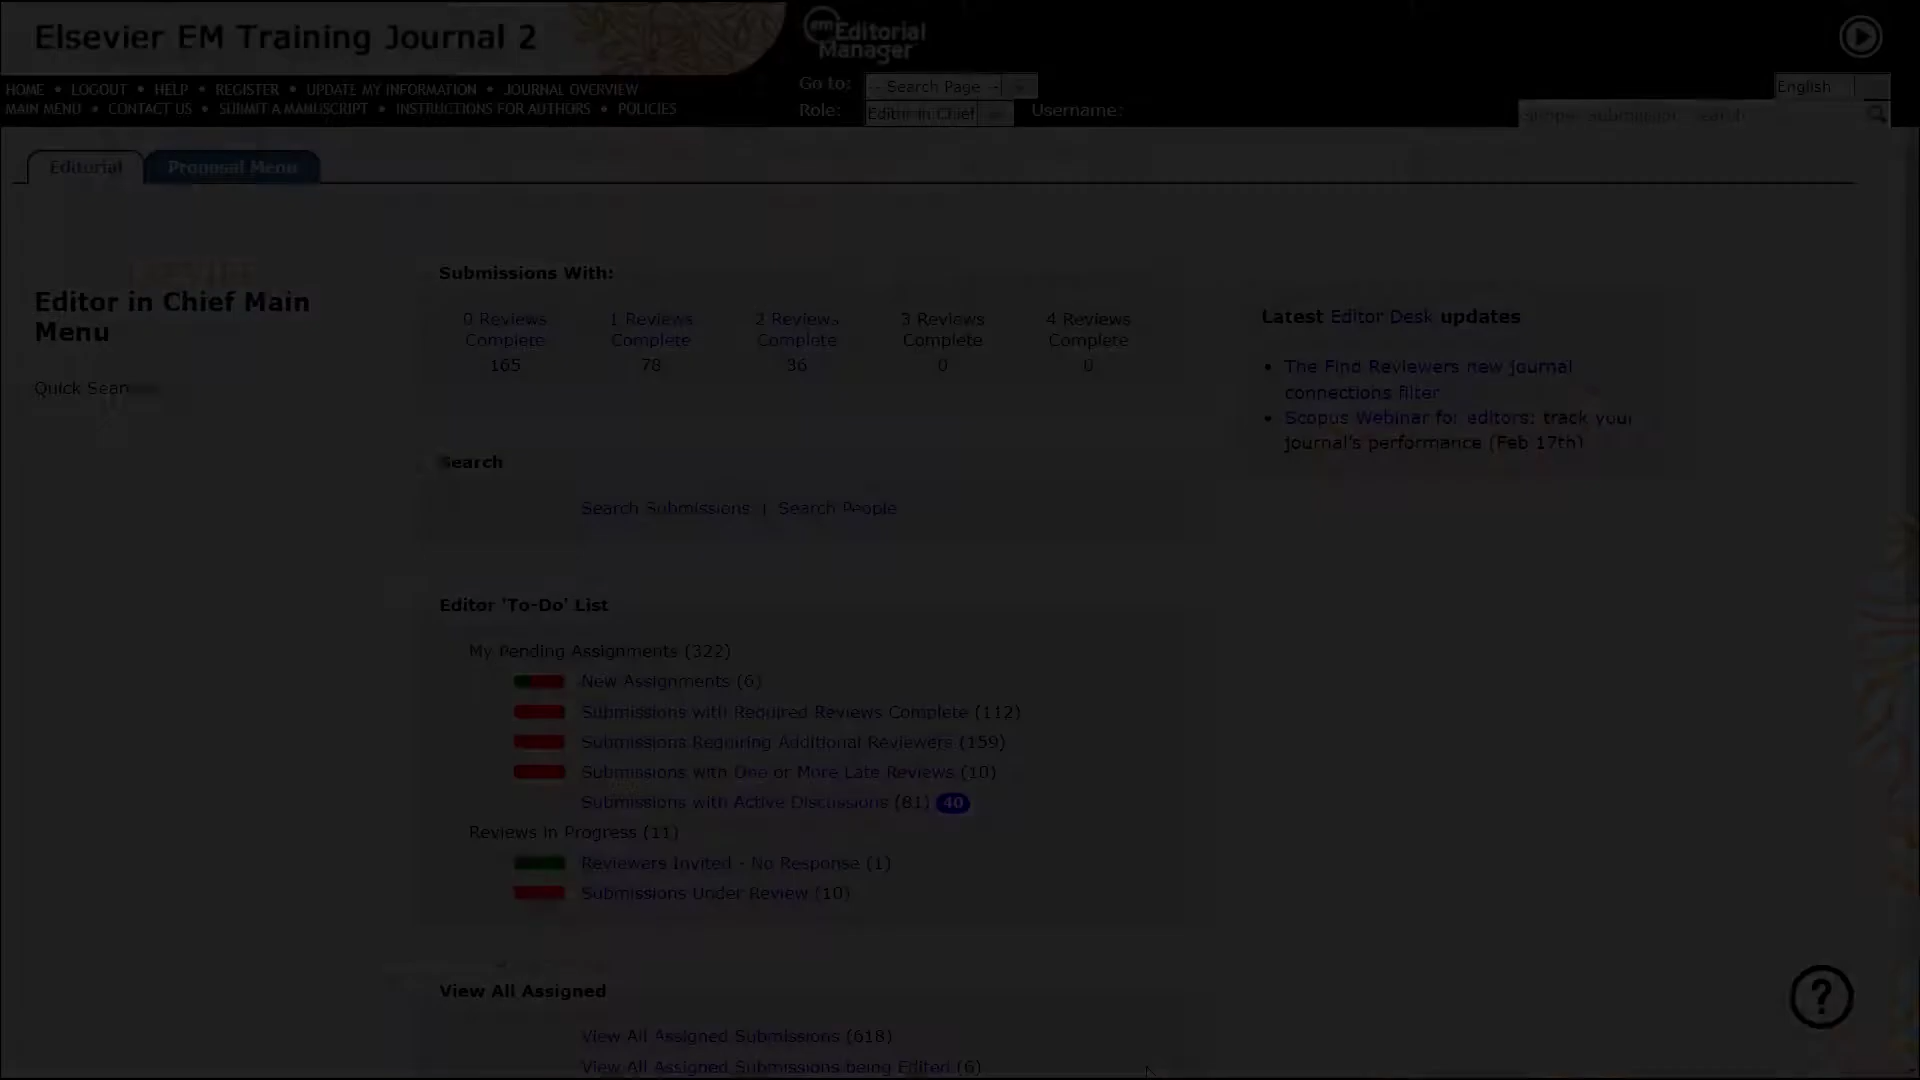 Elsevier EM Training Journal 2
em Editorial
Manager
HOME • LOGOUT • HELP • REGISTER • UPDATE MY INFORMATION • JOURNAL OVERVIEW
MAIN MENU • CONTACT US • SUBMIT A MANUSCRIPT • INSTRUCTIONS FOR AUTHORS • POLICIES
Go to: -- Search Page --
Role: Editor in Chief Username:
English
Editorial Proposal Menu
Editor in Chief Main
Menu
Quick
Submissions With:
0 Reviews Complete 165
1 Reviews Complete 78
2 Reviews Complete 36
3 Reviews Complete 0
4 Reviews Complete 0
Search
Search Submissions | Search People
Editor 'To-Do' List
My Pending Assignments (322)
New Assignments (6)
Submissions with Required Reviews Complete (112)
Submissions Requiring Additional Reviewers (159)
Submissions with One or More Late Reviews (10)
Submissions with Active Discussions (81) 40
Reviews in Progress (11)
Reviewers Invited - No Response (1)
Submissions Under Review (10)
View All Assigned
View All Assigned Submissions (618)
View All Assigned Submissions being Edited (6)
Latest Editor Desk updates
• The Find Reviewers new journal
connections filter
• Scopus Webinar for editors: track your
journal's performance (Feb 17th)
?